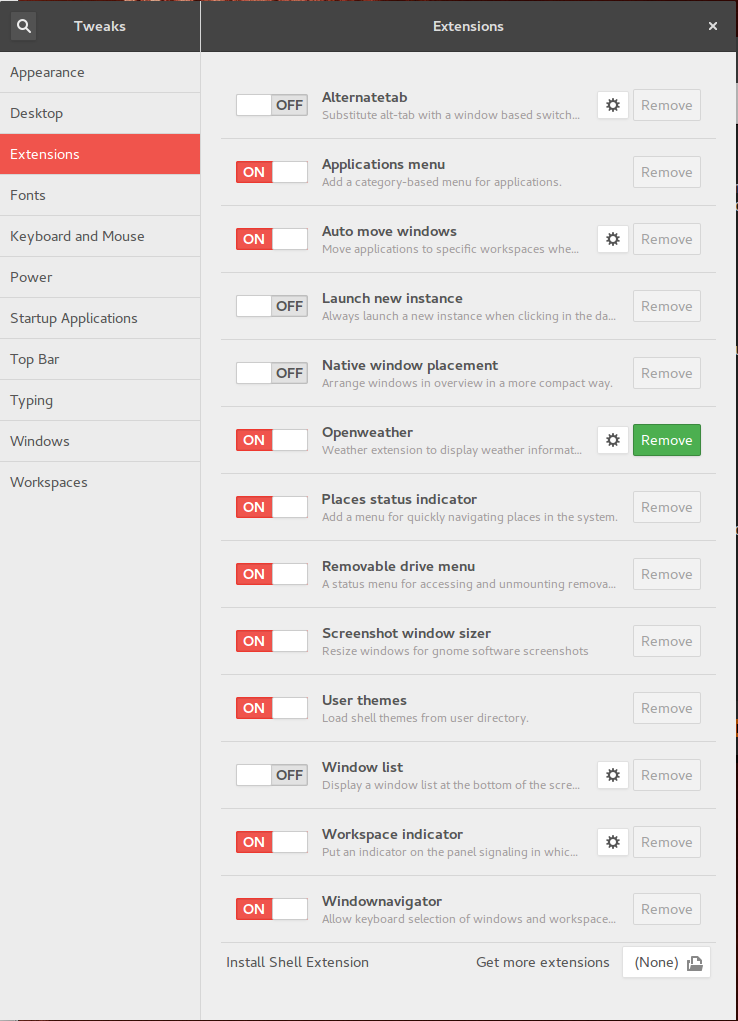 Tweaks
Extensions
Appearance
Desktop
Extensions
Fonts
Keyboard and Mouse
Power
Startup Applications
Top Bar
Typing
Windows
Workspaces
OFF Alternatetab Remove
Substitute alt-tab with a window based switch...
ON Applications menu Remove
Add a category-based menu for applications.
ON Auto move windows Remove
Move applications to specific workspaces whe...
OFF Launch new instance Remove
Always launch a new instance when clicking in the da...
OFF Native window placement Remove
Arrange windows in overview in a more compact way.
ON Openweather Remove
Weather extension to display weather informat...
ON Places status indicator Remove
Add a menu for quickly navigating places in the system.
ON Removable drive menu Remove
A status menu for accessing and unmounting remova...
ON Screenshot window sizer Remove
Resize windows for gnome software screenshots
ON User themes Remove
Load shell themes from user directory.
OFF Window list Remove
Display a window list at the bottom of the scre...
ON Workspace indicator Remove
Put an indicator on the panel signaling in whic...
ON Windownavigator Remove
Allow keyboard selection of windows and workspace...
Install Shell Extension Get more extensions (None)